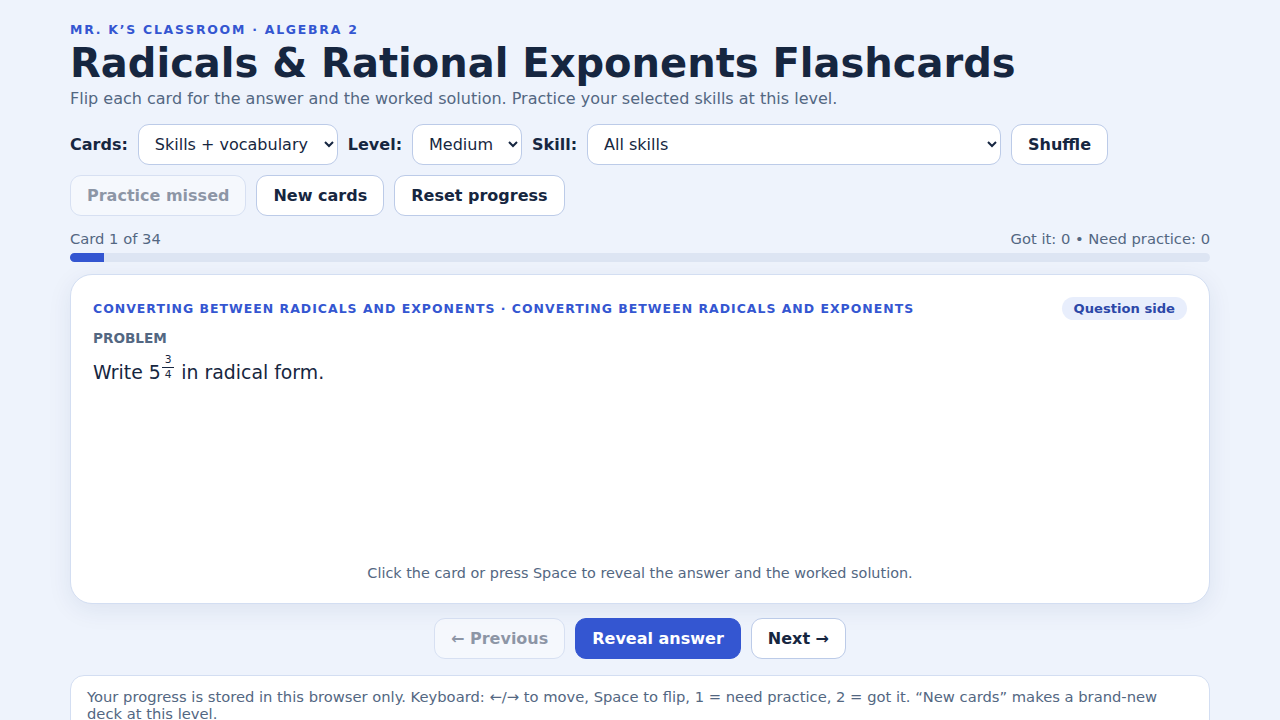 MR. K’S CLASSROOM · ALGEBRA 2
Radicals & Rational Exponents Flashcards
Flip each card for the answer and the worked solution. Practice your selected skills at this level.
Cards: Skills + vocabulary Level: Medium Skill: All skills Shuffle
Practice missed New cards Reset progress
Card 1 of 34 Got it: 0 • Need practice: 0
CONVERTING BETWEEN RADICALS AND EXPONENTS · CONVERTING BETWEEN RADICALS AND EXPONENTS Question side
PROBLEM
Write 5^(3/4) in radical form.
Click the card or press Space to reveal the answer and the worked solution.
← Previous Reveal answer Next →
Your progress is stored in this browser only. Keyboard: ←/→ to move, Space to flip, 1 = need practice, 2 = got it. “New cards” makes a brand-new
deck at this level.